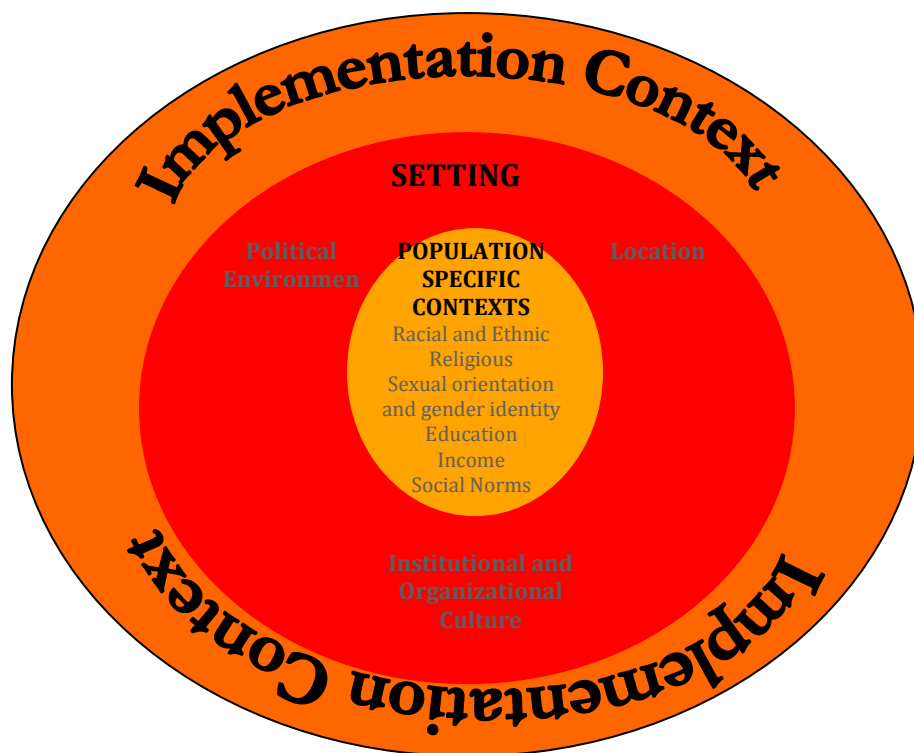 Implementation Context
SETTING
Political
Environmen
Location
POPULATION
SPECIFIC
CONTEXTS
Racial and Ethnic
Religious
Sexual orientation
and gender identity
Education
Income
Social Norms
Institutional and
Organizational
Culture
Implementation Context